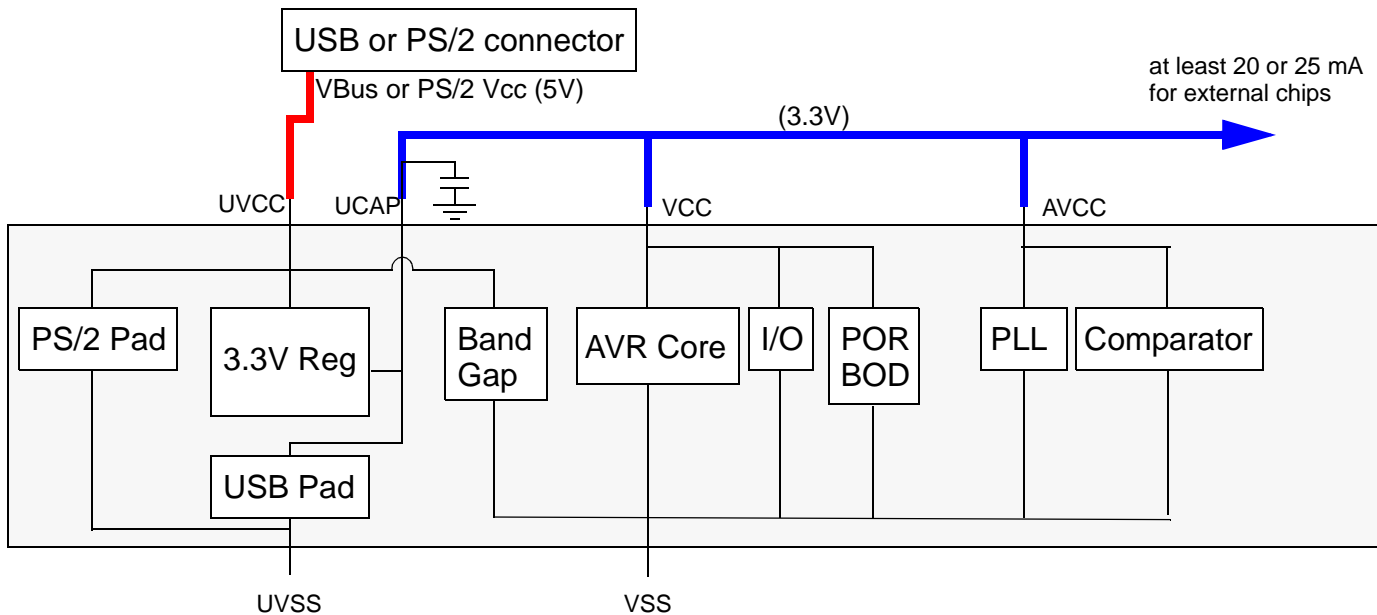 USB or PS/2 connector
VBus or PS/2 Vcc (5V)
at least 20 or 25 mA
for external chips
(3.3V)
UVCC
UCAP
VCC
AVCC
PS/2 Pad
3.3V Reg
Band
Gap
AVR Core
I/O
POR
BOD
PLL
Comparator
USB Pad
UVSS
VSS